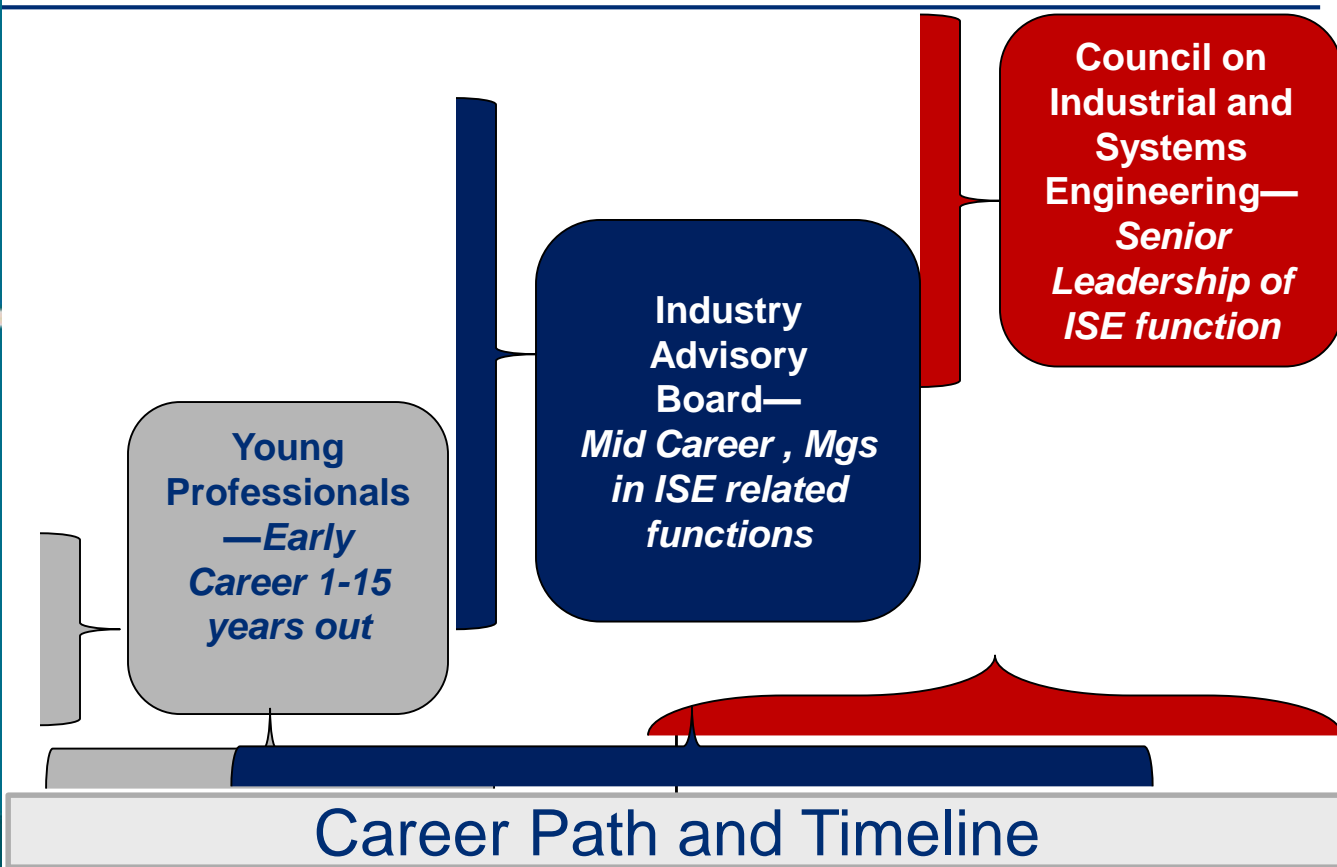 Council on
Industrial and
Systems
Engineering—
Senior
Leadership of
ISE function
Industry
Advisory
Board—
Mid Career , Mgs
in ISE related
functions
Young
Professionals
—Early
Career 1-15
years out
Career Path and Timeline